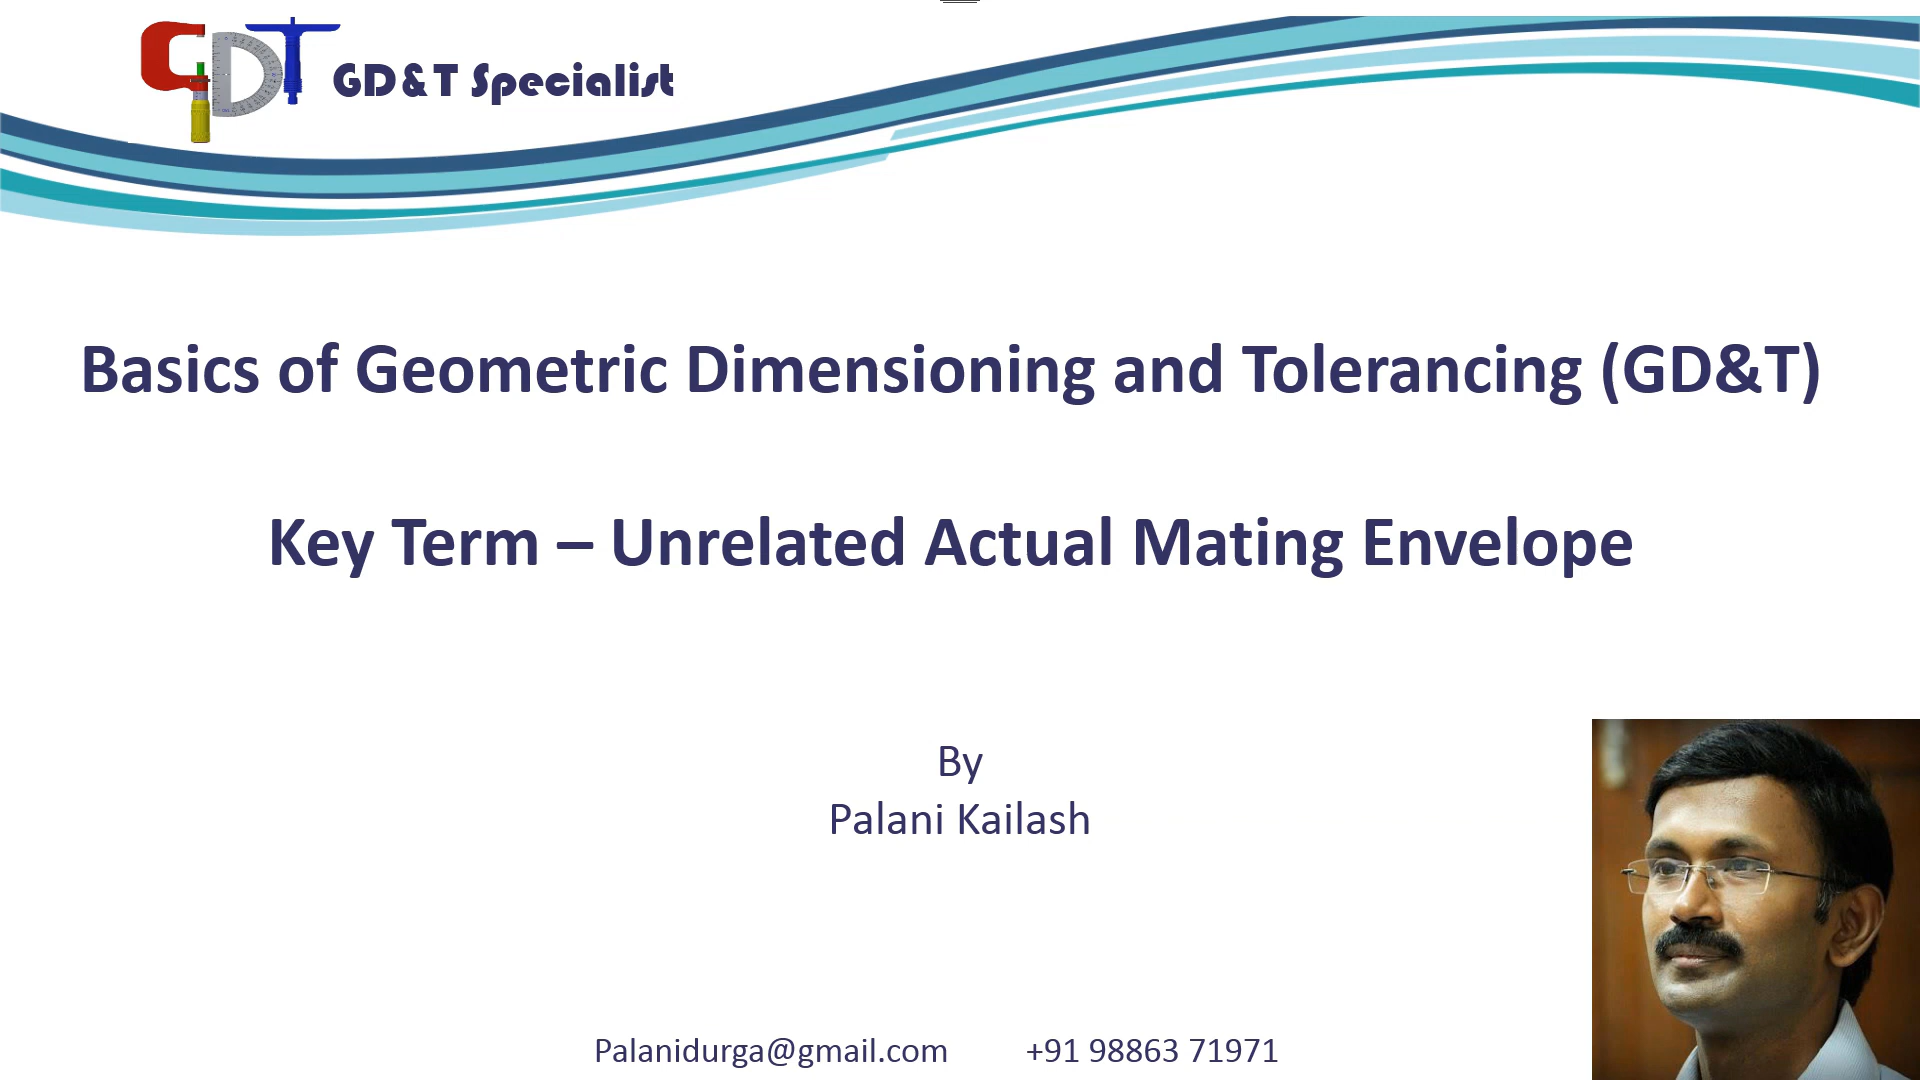 GDT GD&T Specialist
Basics of Geometric Dimensioning and Tolerancing (GD&T)
Key Term – Unrelated Actual Mating Envelope
By
Palani Kailash
Palanidurga@gmail.com +91 98863 71971